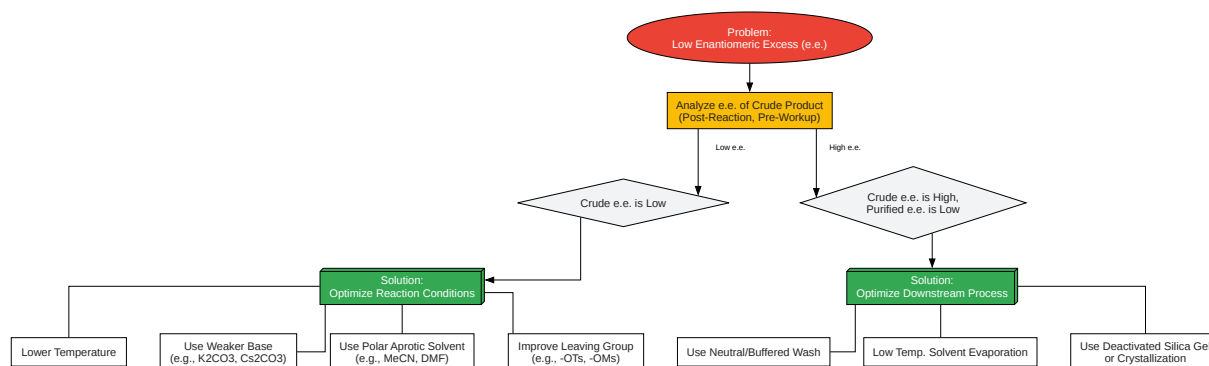 Problem:
Low Enantiomeric Excess (e.e.)
Analyze e.e. of Crude Product
(Post-Reaction, Pre-Workup)
Low e.e.
High e.e.
Crude e.e. is Low
Crude e.e. is High,
Purified e.e. is Low
Solution:
Optimize Reaction Conditions
Solution:
Optimize Downstream Process
Lower Temperature
Use Weaker Base
(e.g., K2CO3, Cs2CO3)
Use Polar Aprotic Solvent
(e.g., MeCN, DMF)
Improve Leaving Group
(e.g., -OTs, -OMs)
Use Neutral/Buffered Wash
Low Temp. Solvent Evaporation
Use Deactivated Silica Gel
or Crystallization